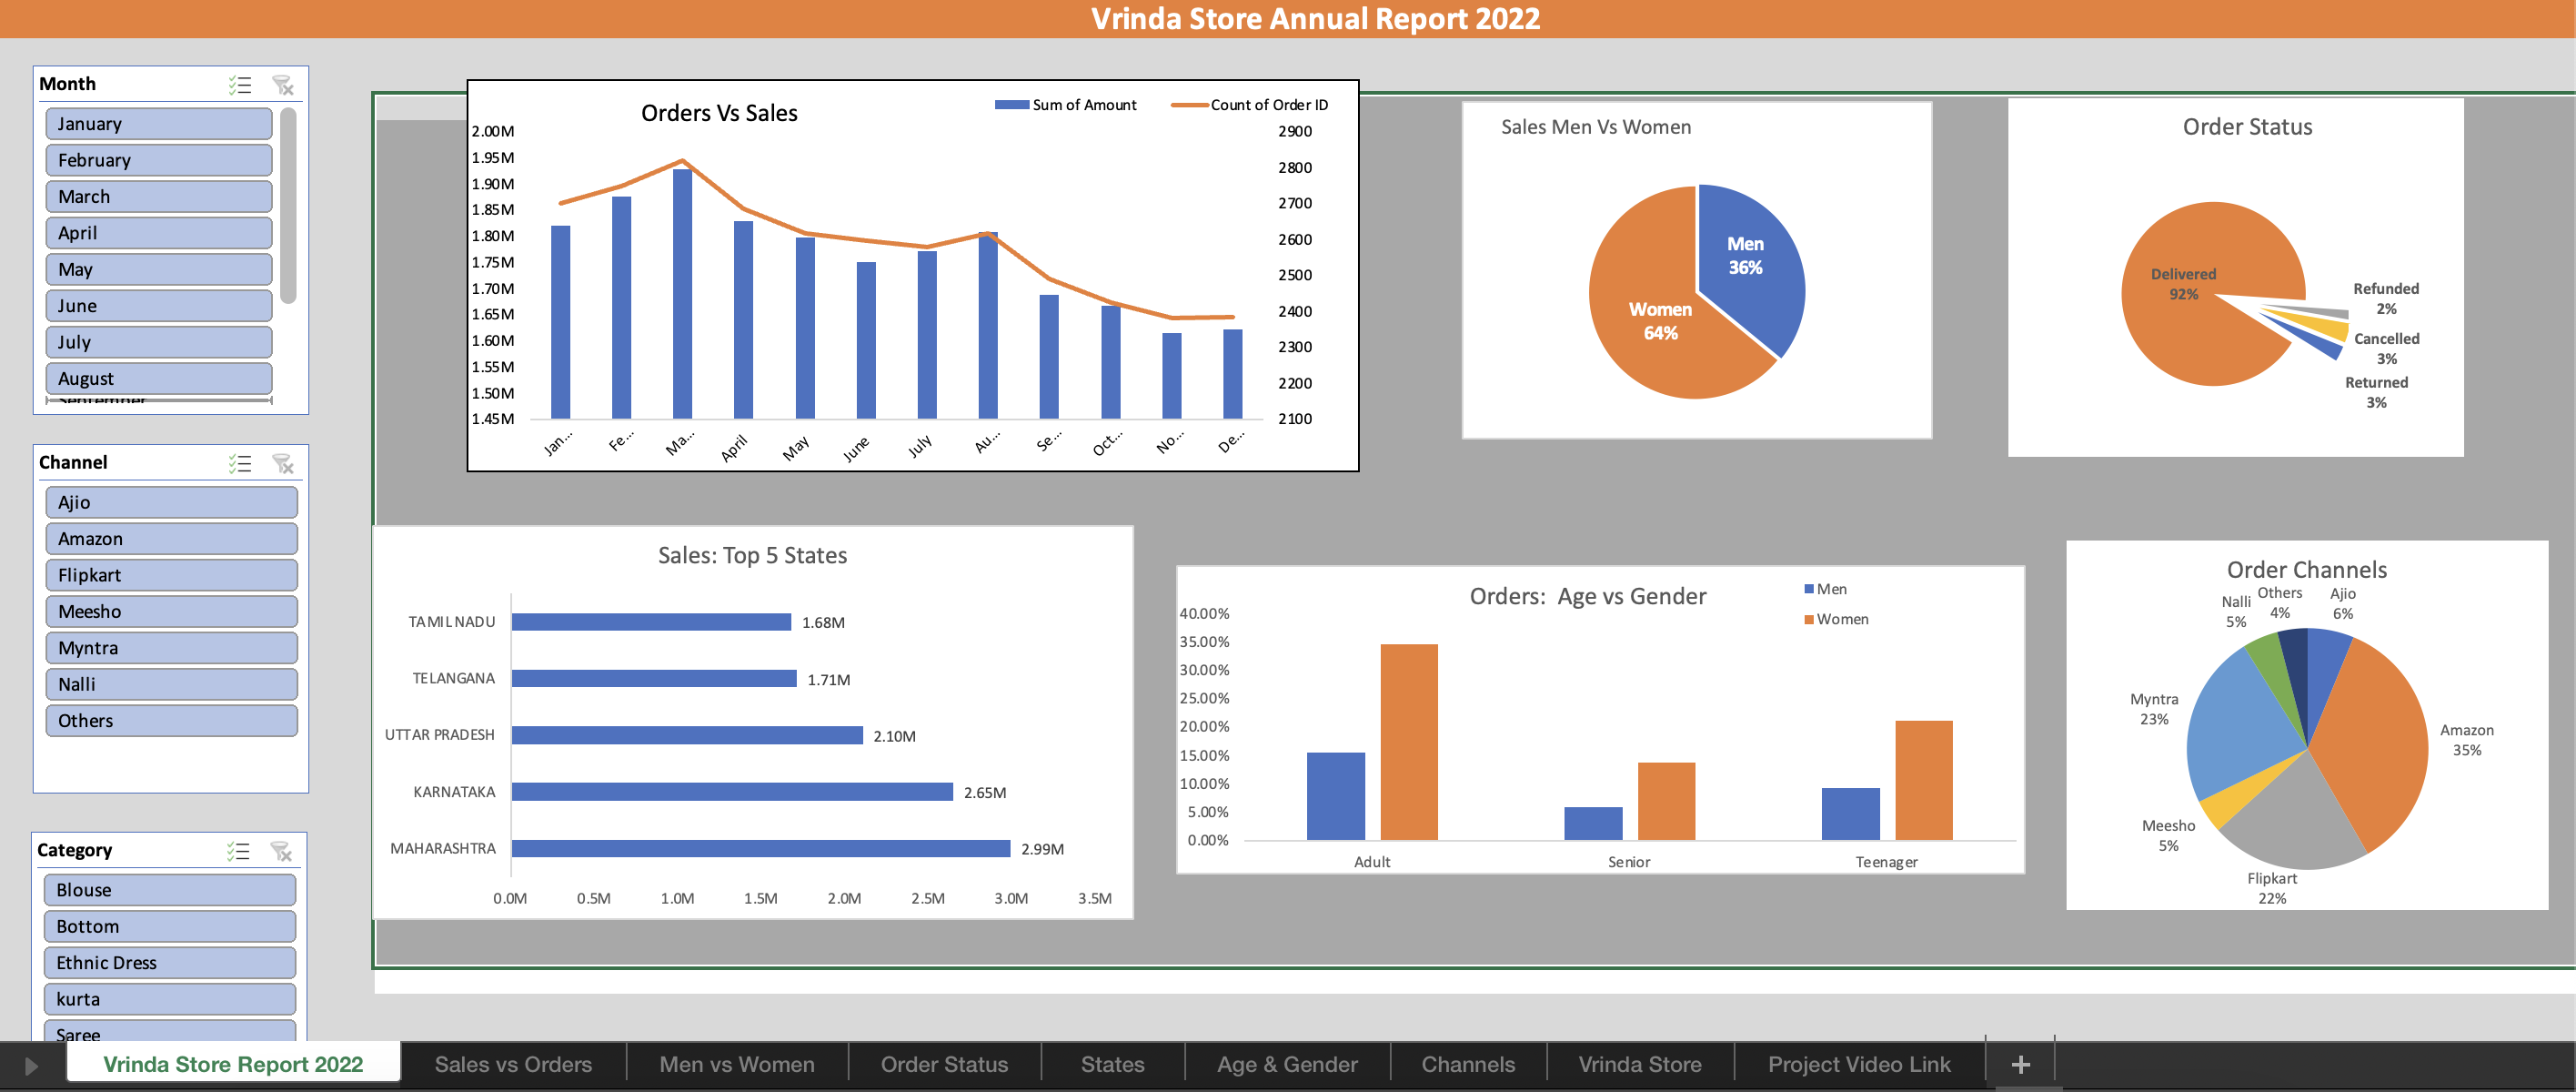 Vrinda Store Annual Report 2022
Month
January
February
March
April
May
June
July
August
September
Channel
Ajio
Amazon
Flipkart
Meesho
Myntra
Nalli
Others
Category
Blouse
Bottom
Ethnic Dress
kurta
Saree
Orders Vs Sales
Sum of Amount
Count of Order ID
2.00M
1.95M
1.90M
1.85M
1.80M
1.75M
1.70M
1.65M
1.60M
1.55M
1.50M
1.45M
2900
2800
2700
2600
2500
2400
2300
2200
2100
Jan...
Fe...
Ma...
April
May
June
July
Au...
Se...
Oct...
No...
De...
Sales Men Vs Women
Men
36%
Women
64%
Order Status
Delivered
92%
Refunded
2%
Cancelled
3%
Returned
3%
Sales: Top 5 States
TAMIL NADU
1.68M
TELANGANA
1.71M
UTTAR PRADESH
2.10M
KARNATAKA
2.65M
MAHARASHTRA
2.99M
0.0M
0.5M
1.0M
1.5M
2.0M
2.5M
3.0M
3.5M
Orders: Age vs Gender
Men
Women
40.00%
35.00%
30.00%
25.00%
20.00%
15.00%
10.00%
5.00%
0.00%
Adult
Senior
Teenager
Order Channels
Nalli
5%
Others
4%
Ajio
6%
Myntra
23%
Amazon
35%
Meesho
5%
Flipkart
22%
Vrinda Store Report 2022
Sales vs Orders
Men vs Women
Order Status
States
Age & Gender
Channels
Vrinda Store
Project Video Link
+